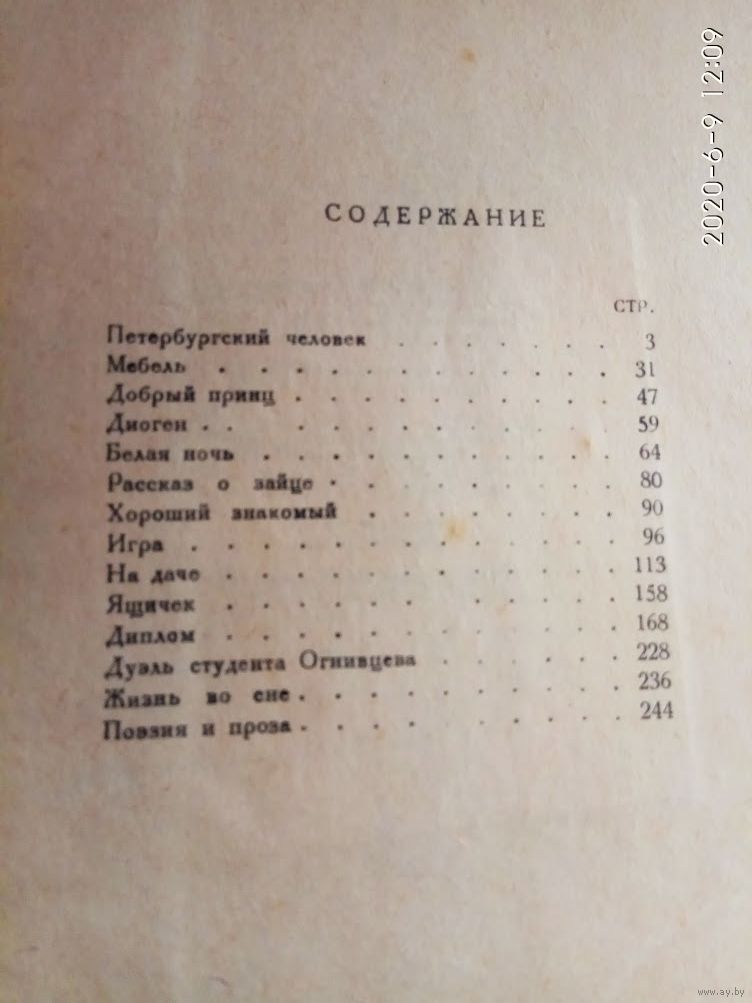 2020-6-9 12:09
СОДЕРЖАНИЕ
СТР.
Петербургский человек . . . . . . . 3
Мебель . . . . . . . . . . . . 31
Добрый принц . . . . . . . . . . 47
Диоген . . . . . . . . . . . . 59
Белая ночь . . . . . . . . . . . 64
Рассказ о зайце . . . . . . . . . 80
Хороший знакомый . . . . . . . . 90
Игра . . . . . . . . . . . . . 96
На даче . . . . . . . . . . . . 113
Ящичек . . . . . . . . . . . . 158
Диплом . . . . . . . . . . . . 168
Дуэль студента Огнивцева . . . . . . 228
Жизнь во сне . . . . . . . . . . 236
Поэзия и проза . . . . . . . . . 244
www.ay.by